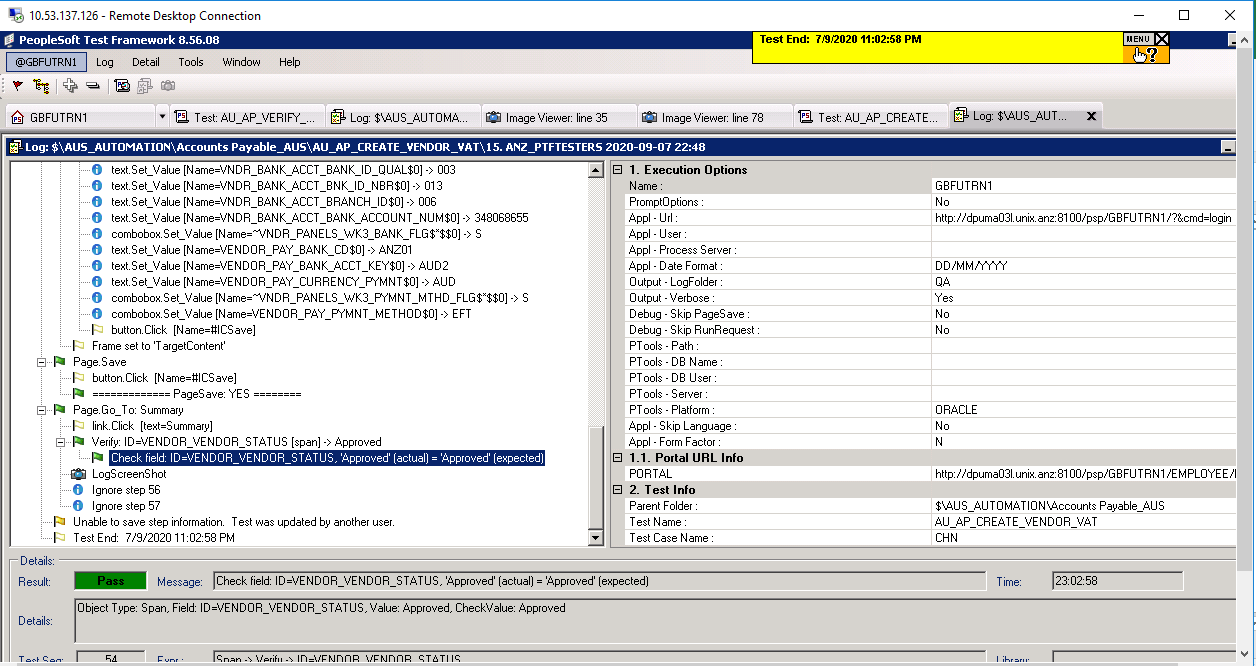 10.53.137.126 - Remote Desktop Connection
PeopleSoft Test Framework 8.56.08
Test End: 7/9/2020 11:02:58 PM
MENU
?
@GBFUTRN1 Log Detail Tools Window Help
GBFUTRN1 Test: AU_AP_VERIFY_... Log: $\AUS_AUTOMA... Image Viewer: line 35 Image Viewer: line 78 Test: AU_AP_CREATE... Log: $\AUS_AUT... X
Log: $\AUS_AUTOMATION\Accounts Payable_AUS\AU_AP_CREATE_VENDOR_VAT\15. ANZ_PTFTESTERS 2020-09-07 22:48
text.Set_Value [Name=VNDR_BANK_ACCT_BANK_ID_QUAL$0] -> 003
text.Set_Value [Name=VNDR_BANK_ACCT_BNK_ID_NBR$0] -> 013
text.Set_Value [Name=VNDR_BANK_ACCT_BRANCH_ID$0] -> 006
text.Set_Value [Name=VNDR_BANK_ACCT_BANK_ACCOUNT_NUM$0] -> 348068655
combobox.Set_Value [Name=~VNDR_PANELS_WK3_BANK_FLG$*$$0] -> S
text.Set_Value [Name=VENDOR_PAY_BANK_CD$0] -> ANZ01
text.Set_Value [Name=VENDOR_PAY_BANK_ACCT_KEY$0] -> AUD2
text.Set_Value [Name=VENDOR_PAY_CURRENCY_PYMNT$0] -> AUD
combobox.Set_Value [Name=~VNDR_PANELS_WK3_PYMNT_MTHD_FLG$*$$0] -> S
combobox.Set_Value [Name=VENDOR_PAY_PYMNT_METHOD$0] -> EFT
button.Click [Name=#ICSave]
Frame set to 'TargetContent'
Page.Save
button.Click [Name=#ICSave]
============= PageSave: YES ========
Page.Go_To: Summary
link.Click [text=Summary]
Verify: ID=VENDOR_VENDOR_STATUS [span] -> Approved
Check field: ID=VENDOR_VENDOR_STATUS, 'Approved' (actual) = 'Approved' (expected)
LogScreenShot
Ignore step 56
Ignore step 57
Unable to save step information. Test was updated by another user.
Test End: 7/9/2020 11:02:58 PM
1. Execution Options
Name : GBFUTRN1
PromptOptions : No
Appl - Url : http://dpuma03l.unix.anz:8100/psp/GBFUTRN1/?&cmd=login
Appl - User :
Appl - Process Server :
Appl - Date Format : DD/MM/YYYY
Output - LogFolder : QA
Output - Verbose : Yes
Debug - Skip PageSave : No
Debug - Skip RunRequest : No
PTools - Path :
PTools - DB Name :
PTools - DB User :
PTools - Server :
PTools - Platform : ORACLE
Appl - Skip Language : No
Appl - Form Factor : N
1.1. Portal URL Info
PORTAL http://dpuma03l.unix.anz:8100/psp/GBFUTRN1/EMPLOYEE/
2. Test Info
Parent Folder : $\AUS_AUTOMATION\Accounts Payable_AUS
Test Name : AU_AP_CREATE_VENDOR_VAT
Test Case Name : CHN
Details:
Result: Pass Message: Check field: ID=VENDOR_VENDOR_STATUS, 'Approved' (actual) = 'Approved' (expected) Time: 23:02:58
Details: Object Type: Span, Field: ID=VENDOR_VENDOR_STATUS, Value: Approved, CheckValue: Approved
Test Seq: 54 Expr.: Span -> Verify -> ID=VENDOR_VENDOR_STATUS Library: